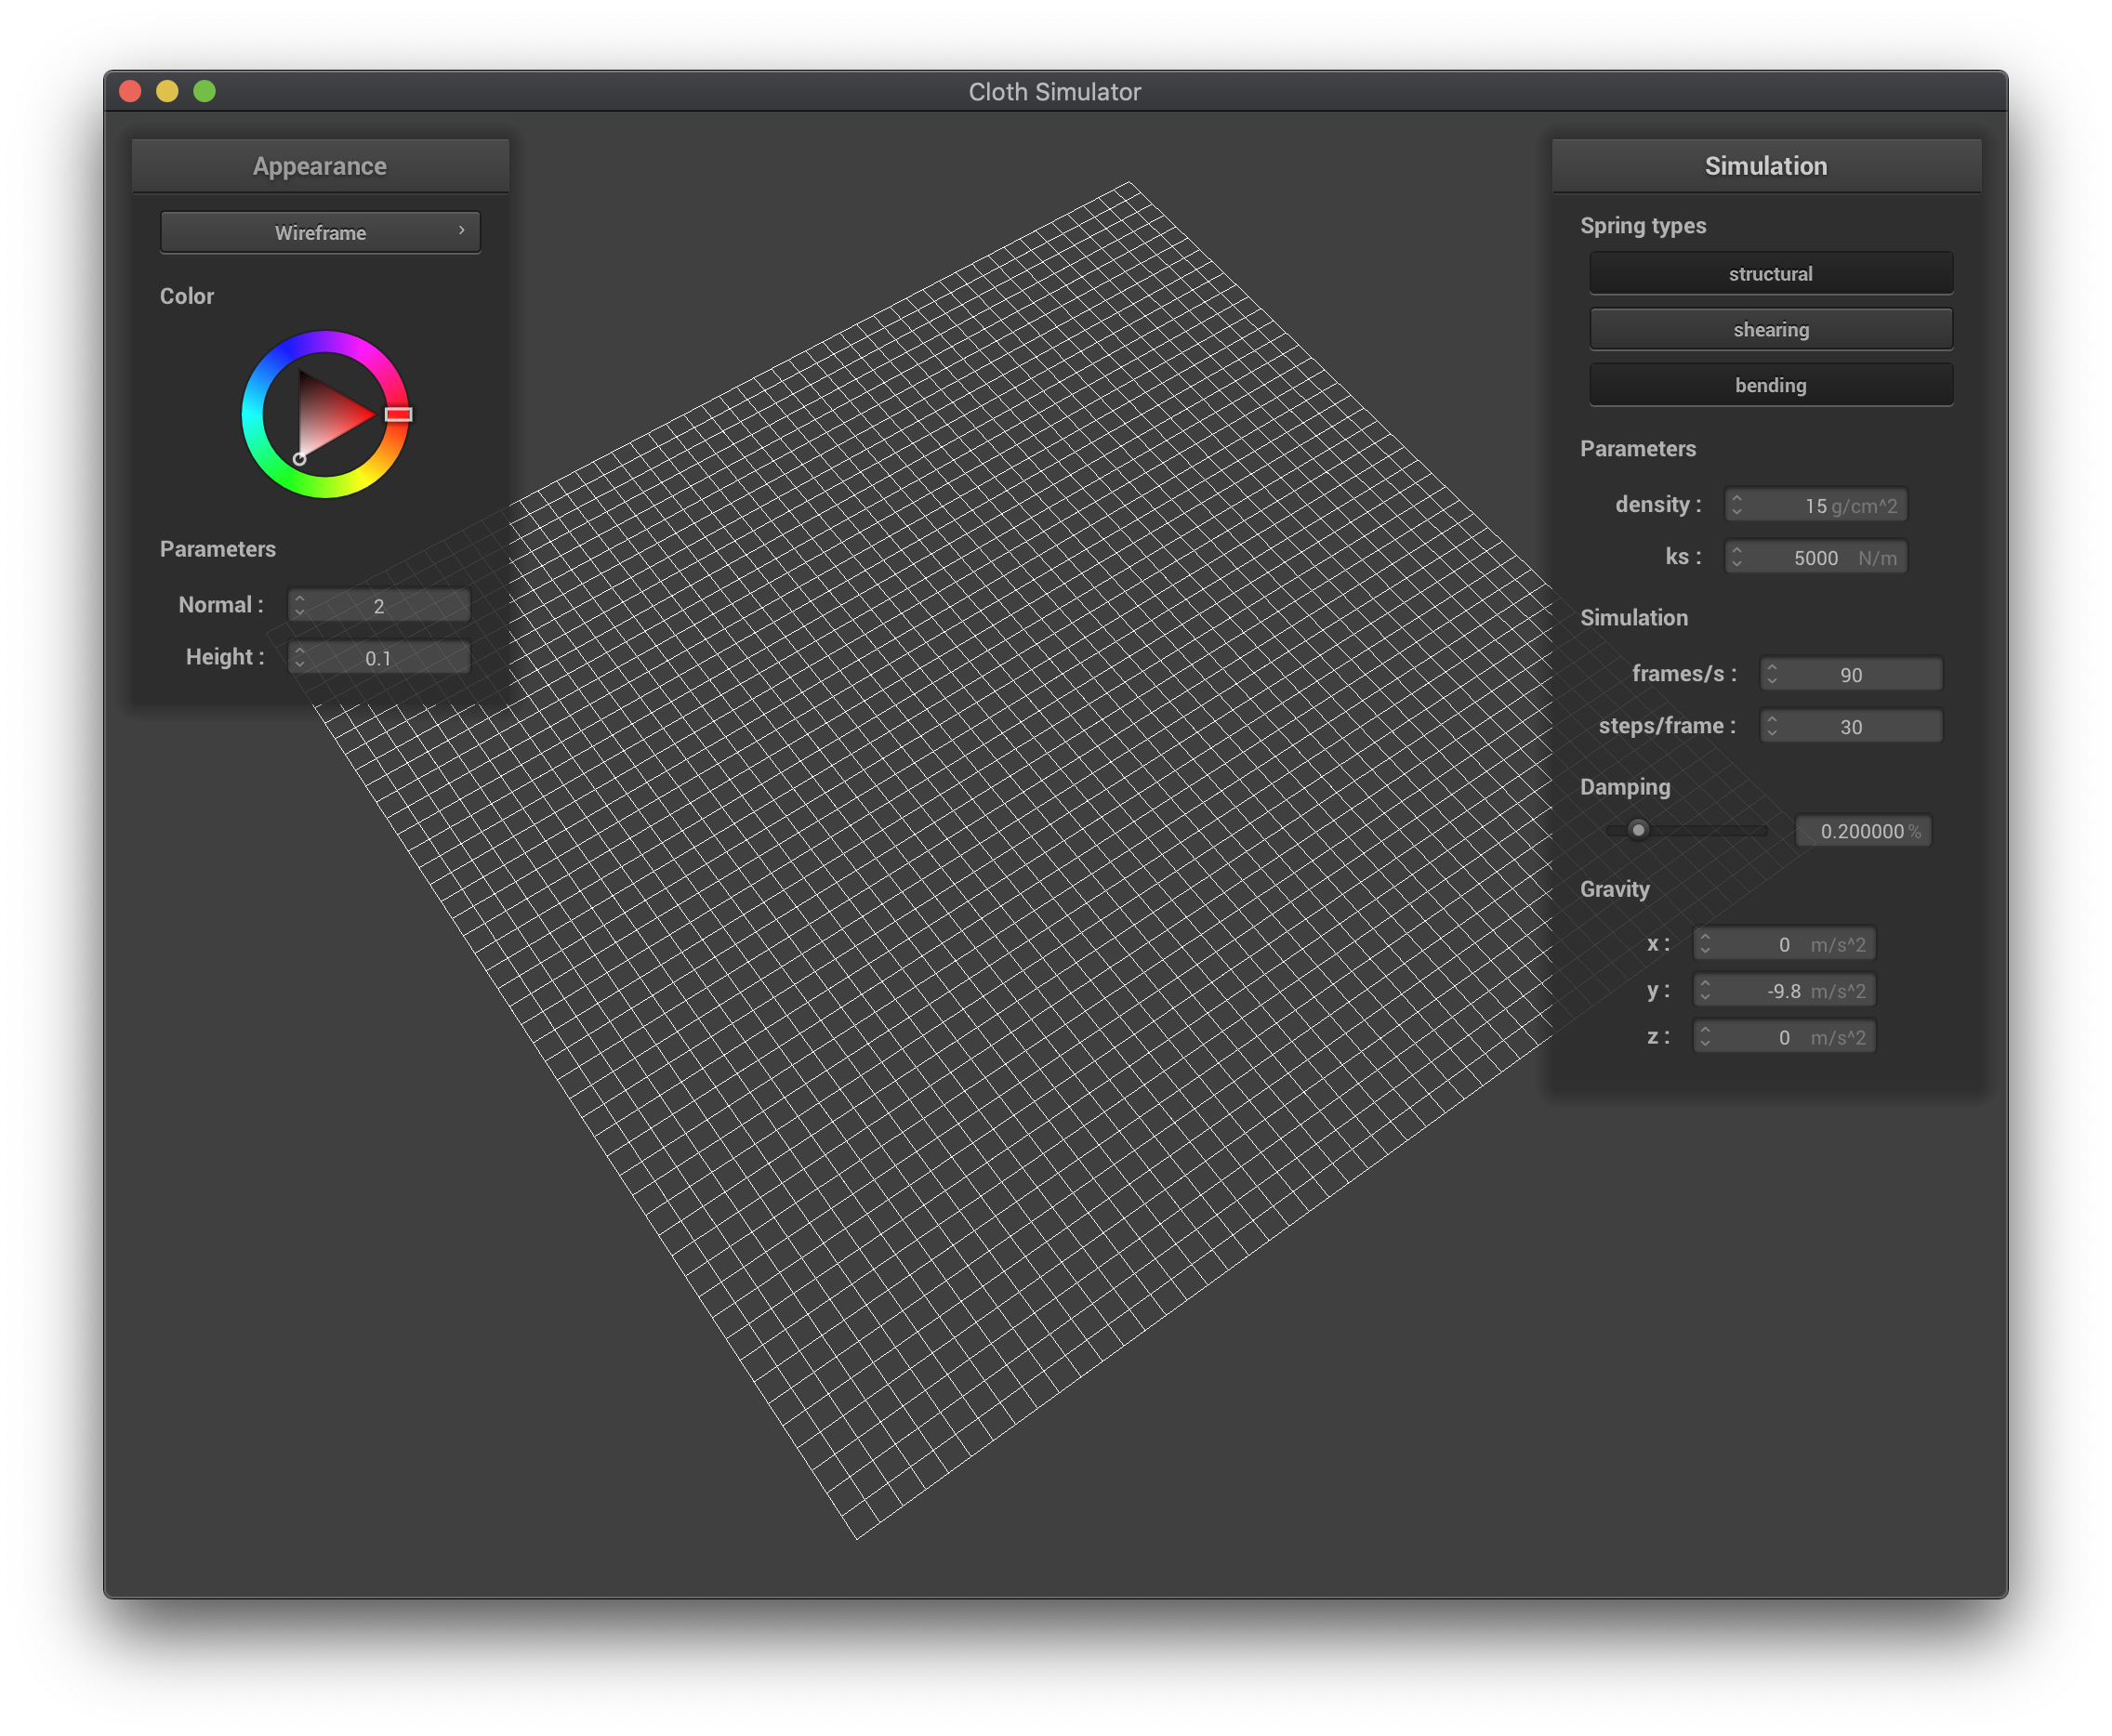 Cloth Simulator
Appearance
Wireframe
Color
Parameters
Normal : 2
Height : 0.1
Simulation
Spring types
structural
shearing
bending
Parameters
density : 15 g/cm^2
ks : 5000 N/m
Simulation
frames/s : 90
steps/frame : 30
Damping
0.200000 %
Gravity
x : 0 m/s^2
y : -9.8 m/s^2
z : 0 m/s^2